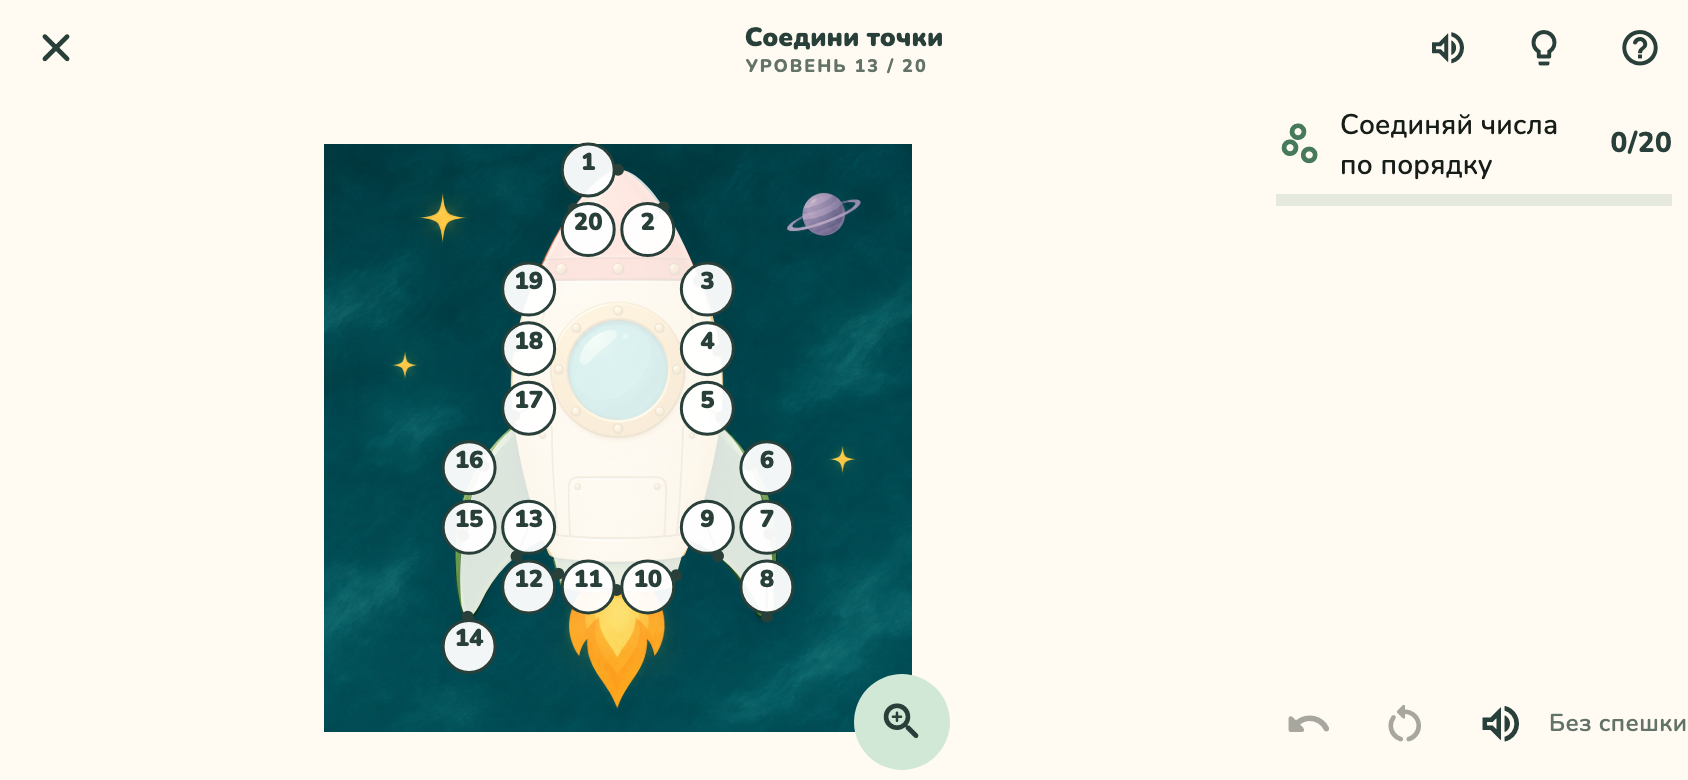 Соедини точки
УРОВЕНЬ 13 / 20
Соединяй числа
по порядку
0/20
1
20 2
19 3
18 4
17 5
16 6
15 13 9 7
12 11 10 8
14
Без спешки